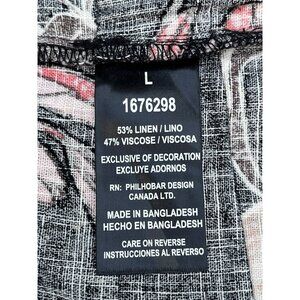 L
1676298
53% LINEN / LINO
47% VISCOSE / VISCOSA
EXCLUSIVE OF DECORATION
EXCLUYE ADORNOS
RN: PHILHOBAR DESIGN
CANADA LTD.
MADE IN BANGLADESH
HECHO EN BANGLADESH
CARE ON REVERSE
INSTRUCCIONES AL REVERSO